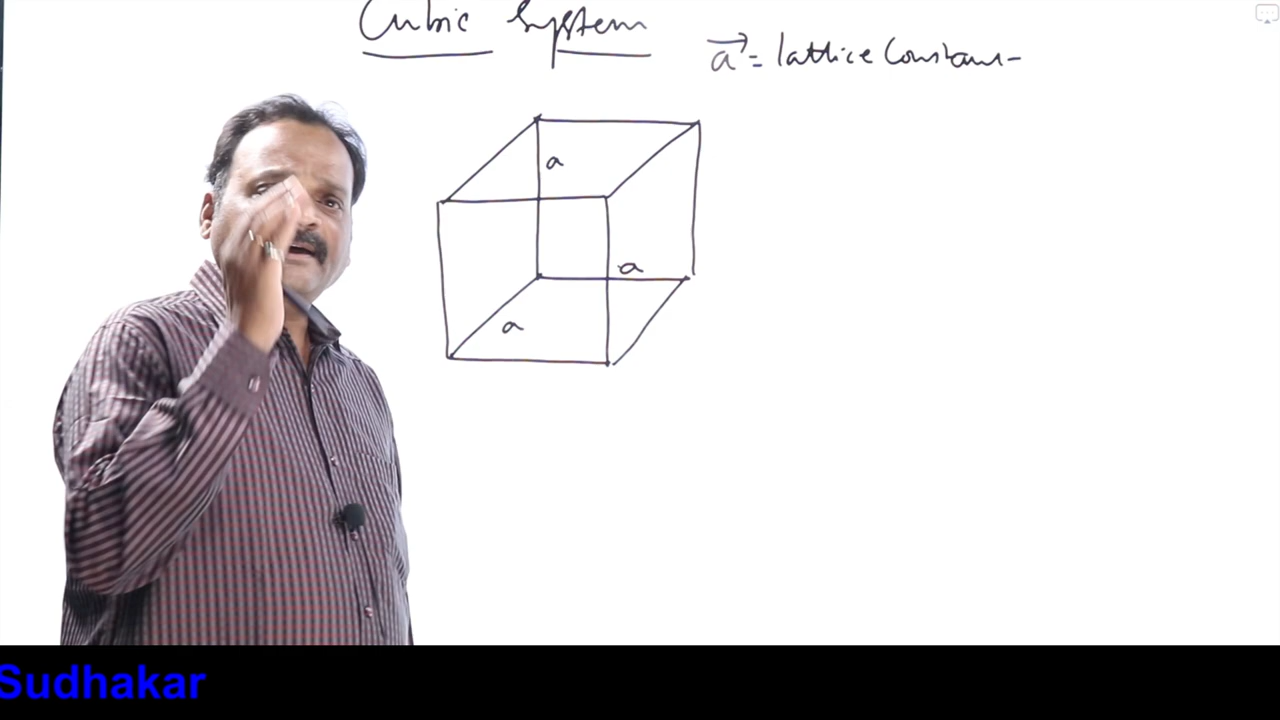 Cubic System
a = lattice Constant
a
a
a
Sudhakar